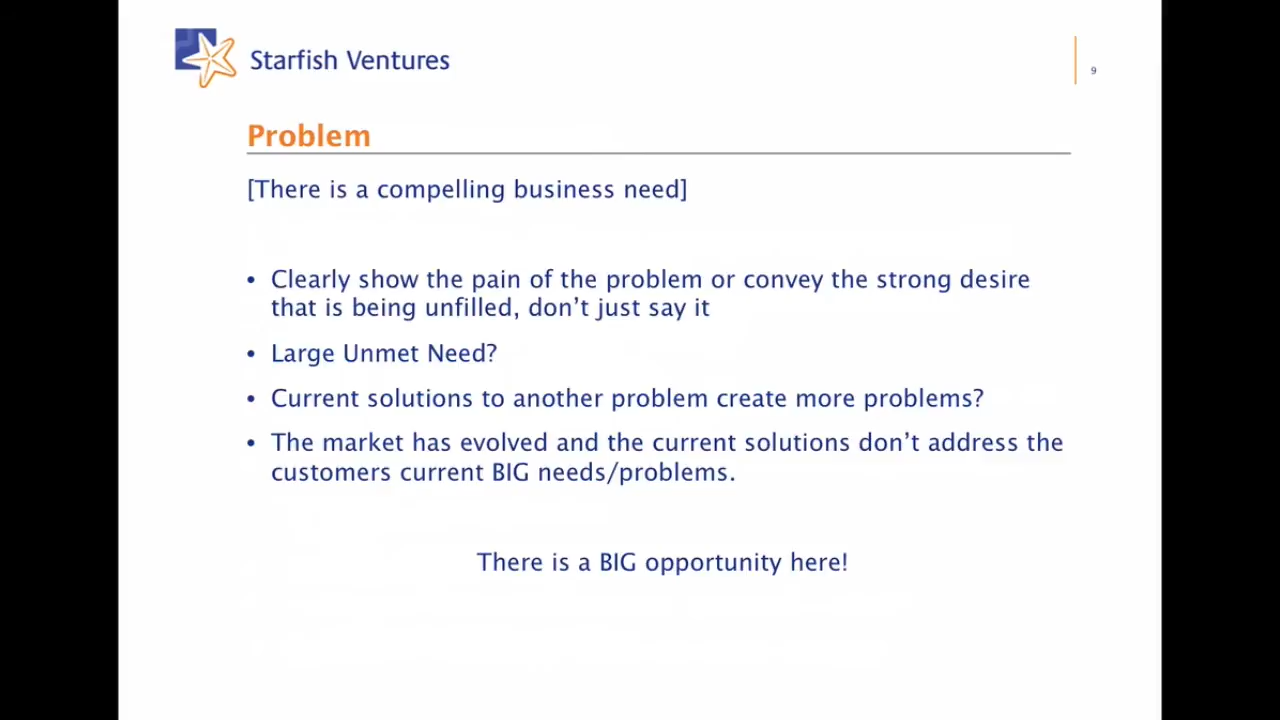 Starfish Ventures
9
Problem
[There is a compelling business need]
• Clearly show the pain of the problem or convey the strong desire
that is being unfilled, don’t just say it
• Large Unmet Need?
• Current solutions to another problem create more problems?
• The market has evolved and the current solutions don’t address the
customers current BIG needs/problems.
There is a BIG opportunity here!